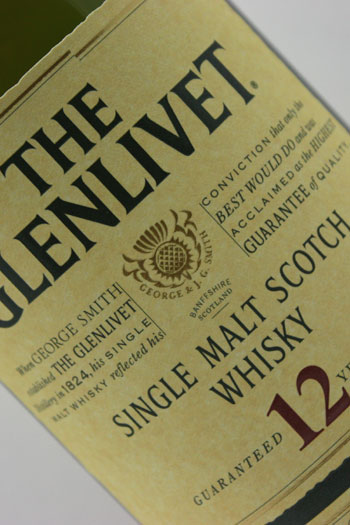 THE
GLENLIVET®
When GEORGE SMITH
established THE GLENLIVET
Distillery in 1824, his SINGLE
MALT WHISKY reflected his
CONVICTION that only the
BEST WOULD DO and was
ACCLAIMED as the HIGHEST
GUARANTEE of QUALITY
GEORGE & J.G. SMITH
BANFFSHIRE
SCOTLAND
SINGLE MALT SCOTCH
WHISKY
GUARANTEED 12